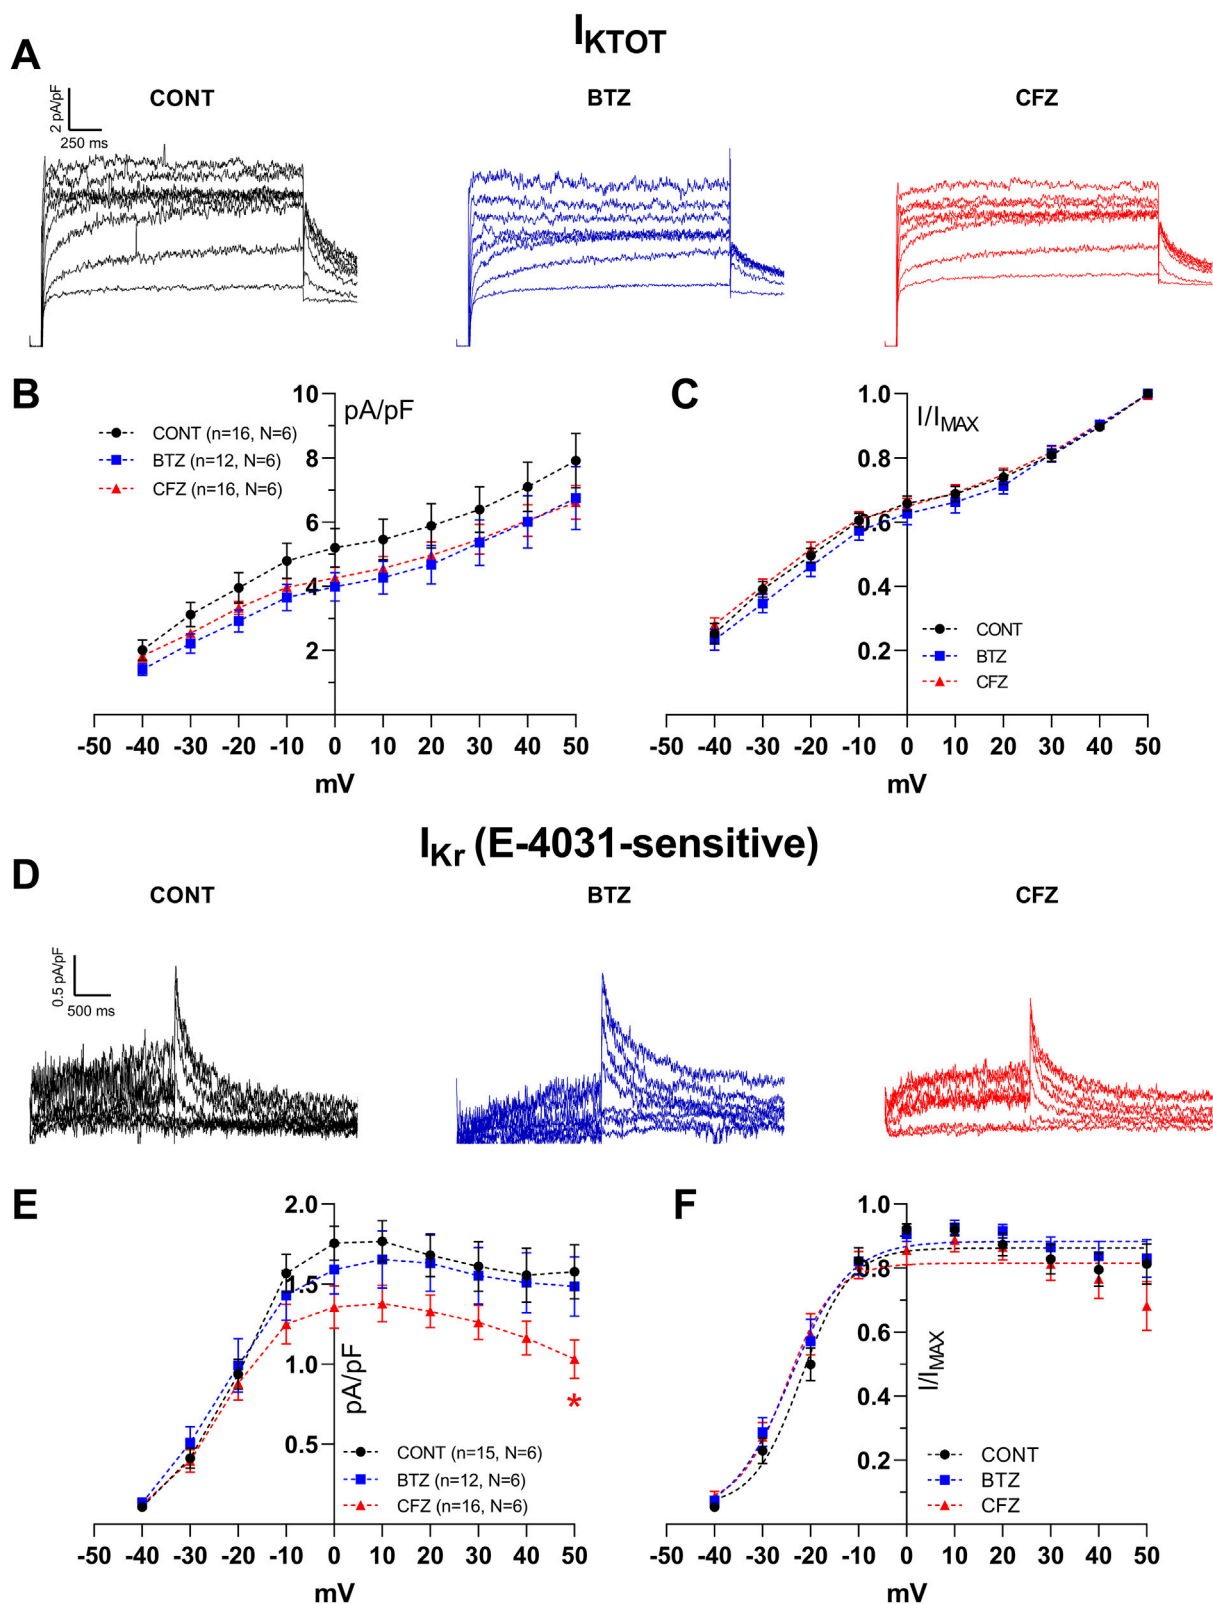 IKTOT
A
CONT
BTZ
CFZ
2 pA/pF
250 ms
B
10
8
6
4
2
pA/pF
CONT (n=16, N=6)
BTZ (n=12, N=6)
CFZ (n=16, N=6)
-50 -40 -30 -20 -10 0 10 20 30 40 50
mV
C
1.0
0.8
0.6
0.4
0.2
I/IMAX
CONT
BTZ
CFZ
-50 -40 -30 -20 -10 0 10 20 30 40 50
mV
IKr (E-4031-sensitive)
D
CONT
BTZ
CFZ
0.5 pA/pF
500 ms
E
2.0
1.5
1.0
0.5
pA/pF
*
CONT (n=15, N=6)
BTZ (n=12, N=6)
CFZ (n=16, N=6)
-50 -40 -30 -20 -10 0 10 20 30 40 50
mV
F
1.0
0.8
0.6
0.4
0.2
I/IMAX
CONT
BTZ
CFZ
-50 -40 -30 -20 -10 0 10 20 30 40 50
mV